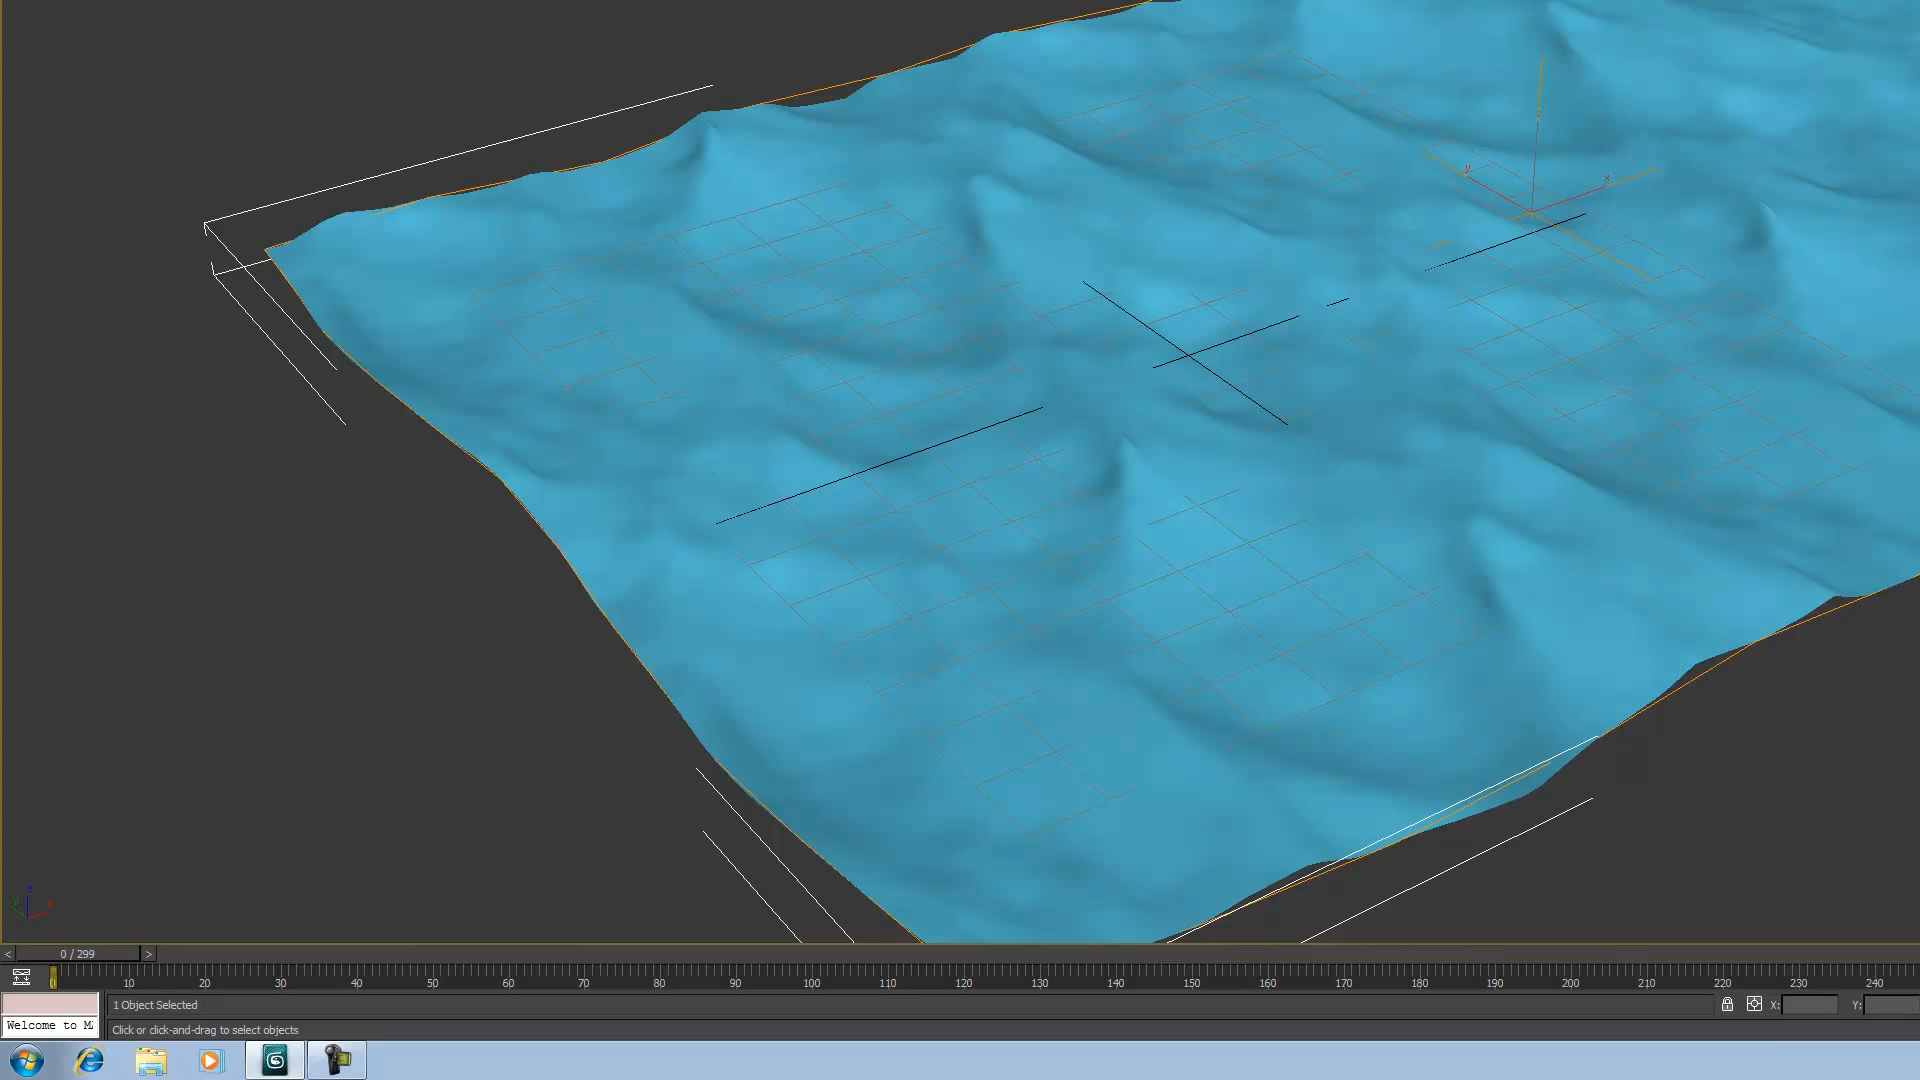 y
x
z
y
x
< 0 / 299 >
0 10 20 30 40 50 60 70 80 90 100 110 120 130 140 150 160 170 180 190 200 210 220 230 240
1 Object Selected X: Y:
Welcome to M
Click or click-and-drag to select objects